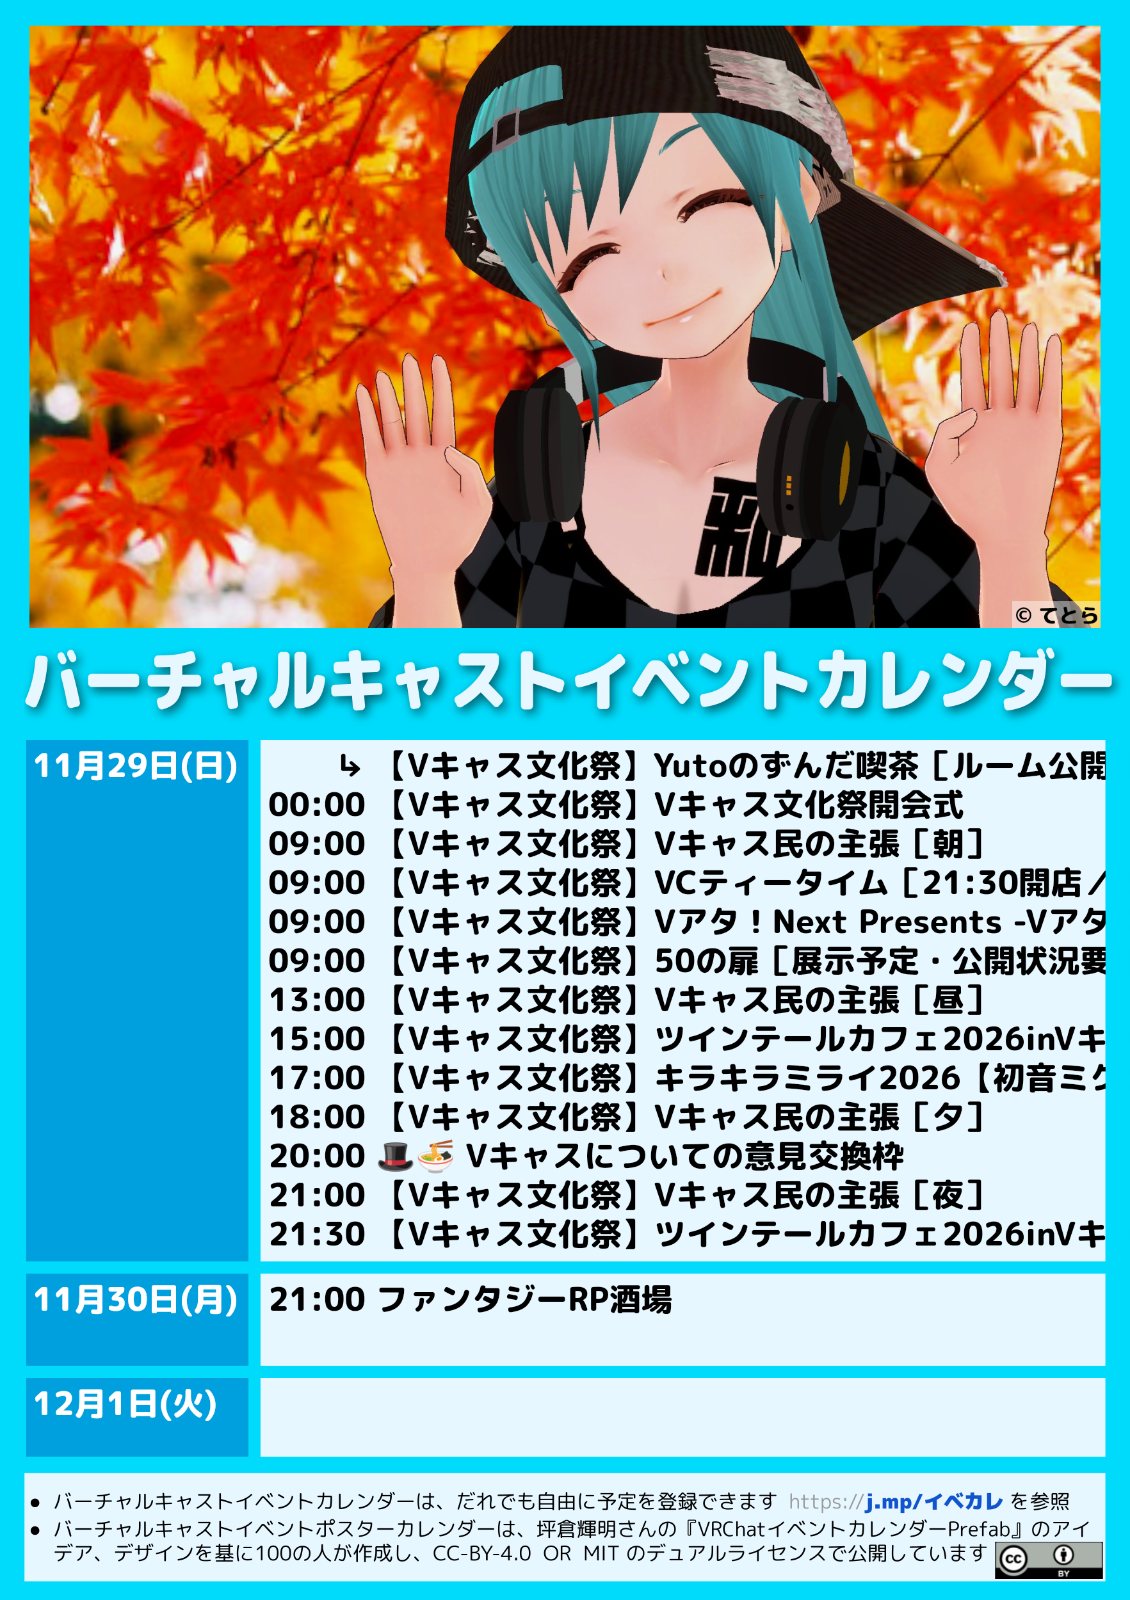 和
© てとら
バーチャルキャストイベントカレンダー
11月29日(日)
↳ 【Vキャス文化祭】Yutoのずんだ喫茶［ルーム公開
00:00 【Vキャス文化祭】Vキャス文化祭開会式
09:00 【Vキャス文化祭】Vキャス民の主張［朝］
09:00 【Vキャス文化祭】VCティータイム［21:30開店／
09:00 【Vキャス文化祭】Vアタ！Next Presents -Vアタ
09:00 【Vキャス文化祭】50の扉［展示予定・公開状況要
13:00 【Vキャス文化祭】Vキャス民の主張［昼］
15:00 【Vキャス文化祭】ツインテールカフェ2026inVキ
17:00 【Vキャス文化祭】キラキラミライ2026【初音ミク
18:00 【Vキャス文化祭】Vキャス民の主張［夕］
20:00 🎩🍜 Vキャスについての意見交換枠
21:00 【Vキャス文化祭】Vキャス民の主張［夜］
21:30 【Vキャス文化祭】ツインテールカフェ2026inVキ
11月30日(月)
21:00 ファンタジーRP酒場
12月1日(火)
● バーチャルキャストイベントカレンダーは、だれでも自由に予定を登録できます https://j.mp/イベカレ を参照
● バーチャルキャストイベントポスターカレンダーは、坪倉輝明さんの『VRChatイベントカレンダーPrefab』のアイ
デア、デザインを基に100の人が作成し、CC-BY-4.0 OR MIT のデュアルライセンスで公開しています
cc
BY